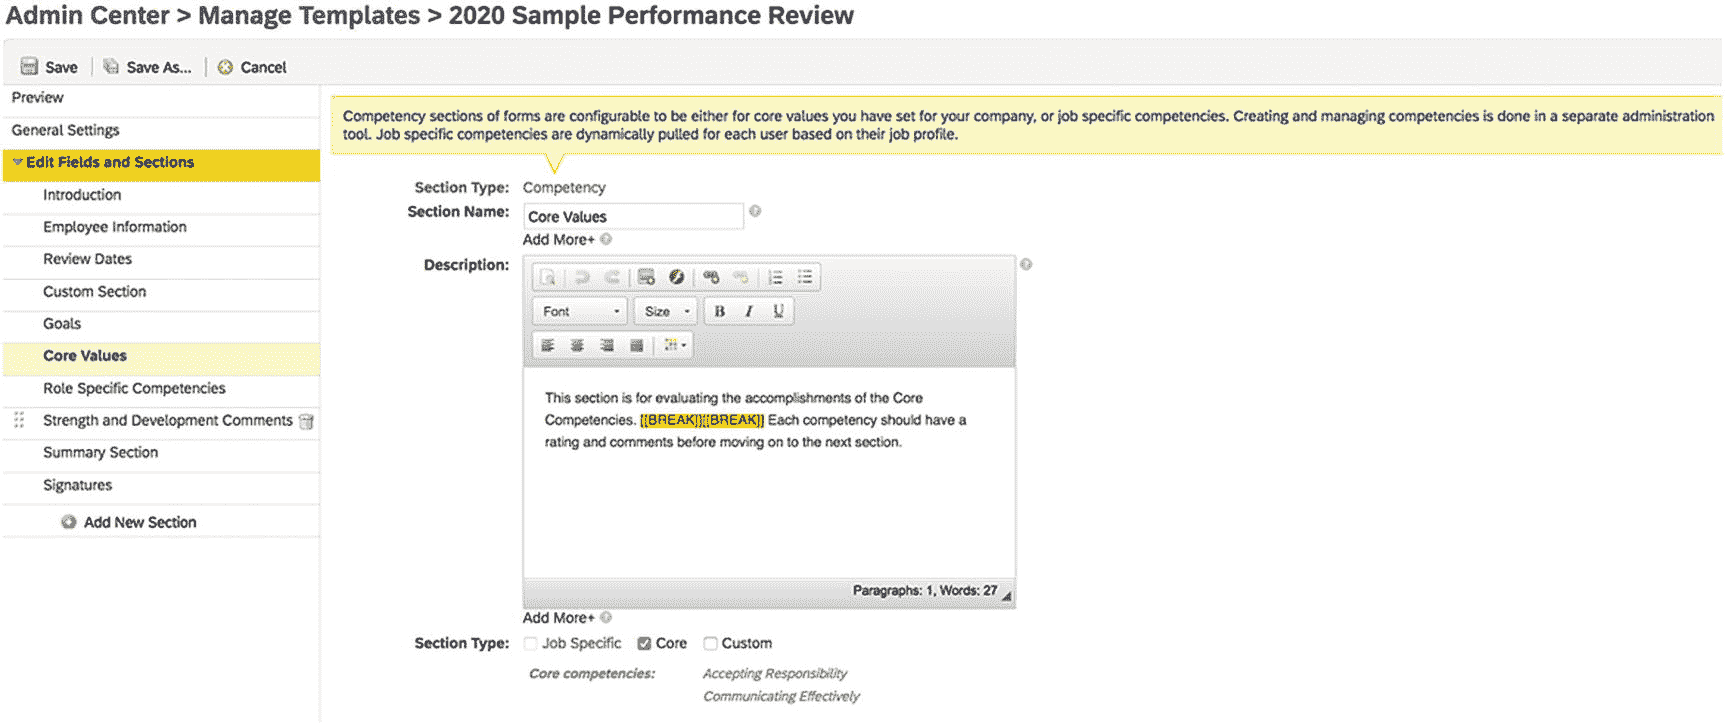 Admin Center > Manage Templates > 2020 Sample Performance Review
Save
Save As...
Cancel
Preview
General Settings
Edit Fields and Sections
Introduction
Employee Information
Review Dates
Custom Section
Goals
Core Values
Role Specific Competencies
Strength and Development Comments
Summary Section
Signatures
Add New Section
Competency sections of forms are configurable to be either for core values you have set for your company, or job specific competencies. Creating and managing competencies is done in a separate administration
tool. Job specific competencies are dynamically pulled for each user based on their job profile.
Section Type: Competency
Section Name: Core Values
Add More+
Description:
Font
Size
B I U
This section is for evaluating the accomplishments of the Core
Competencies. [[BREAK]][[BREAK]] Each competency should have a
rating and comments before moving on to the next section.
Paragraphs: 1, Words: 27
Add More+
Section Type: Job Specific Core Custom
Core competencies: Accepting Responsibility
Communicating Effectively